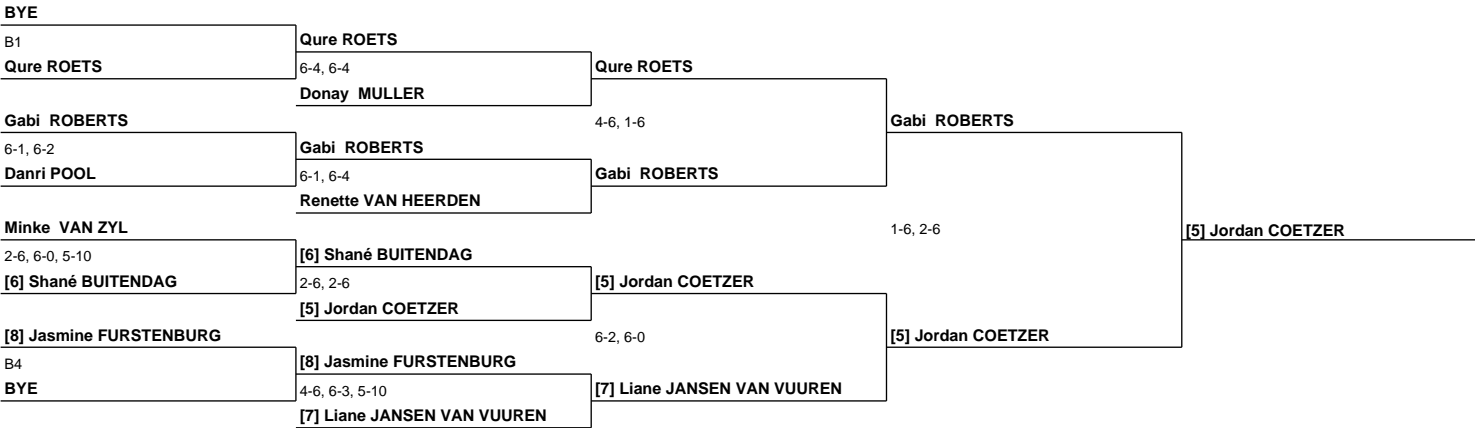 BYE
B1
Qure ROETS
Qure ROETS
6-4, 6-4
Donay MULLER
Qure ROETS
4-6, 1-6
Gabi ROBERTS
6-1, 6-2
Danri POOL
Gabi ROBERTS
6-1, 6-4
Renette VAN HEERDEN
Gabi ROBERTS
Gabi ROBERTS
1-6, 2-6
[5] Jordan COETZER
Minke VAN ZYL
2-6, 6-0, 5-10
[6] Shané BUITENDAG
[6] Shané BUITENDAG
2-6, 2-6
[5] Jordan COETZER
[5] Jordan COETZER
6-2, 6-0
[5] Jordan COETZER
[8] Jasmine FURSTENBURG
B4
BYE
[8] Jasmine FURSTENBURG
4-6, 6-3, 5-10
[7] Liane JANSEN VAN VUUREN
[7] Liane JANSEN VAN VUUREN